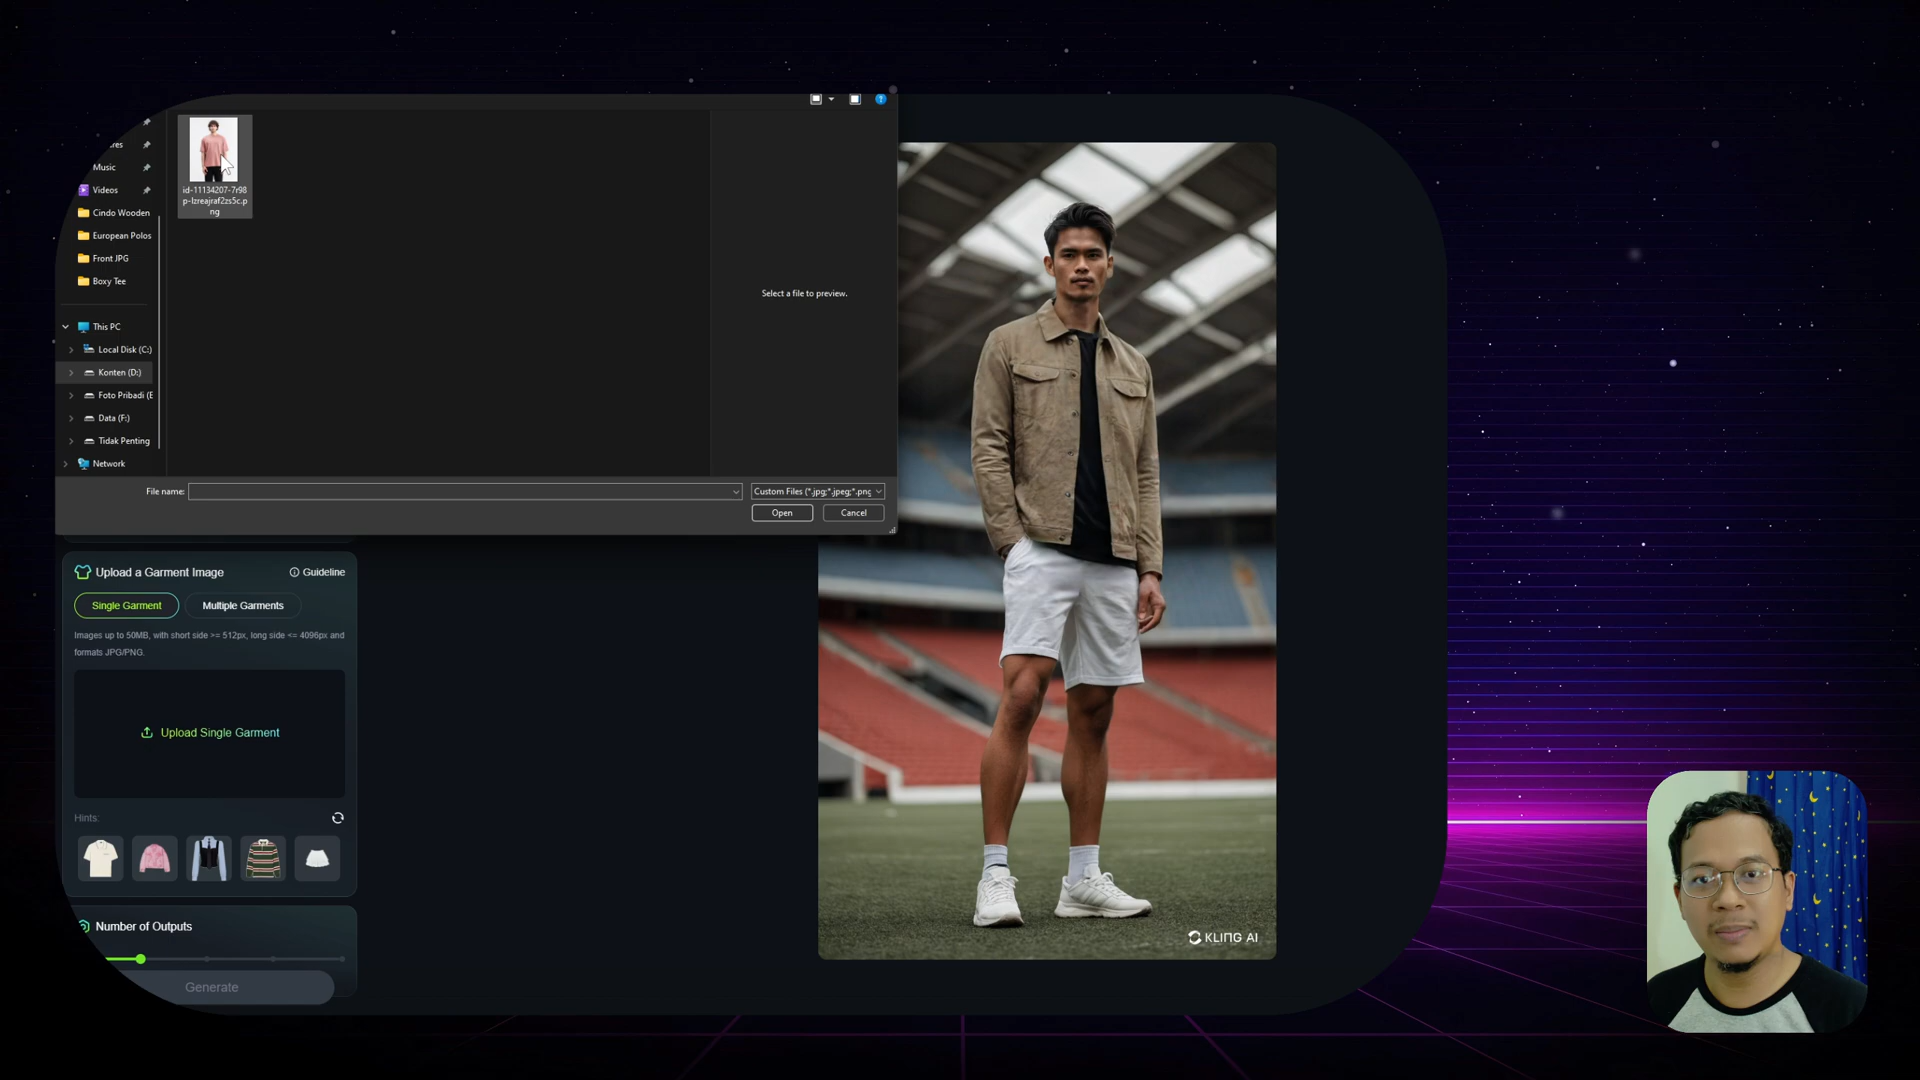 id-11134207-7r98
p-lzreajraf2zs5c.p
ng
Music
Videos
Cindo Wooden
European Polos
Front JPG
Boxy Tee
This PC
Local Disk (C:)
Konten (D:)
Foto Pribadi (E
Data (F:)
Tidak Penting
Network
Select a file to preview.
File name:
Custom Files (*.jpg;*.jpeg;*.png
Open
Cancel
Upload a Garment Image
Guideline
Single Garment
Multiple Garments
Images up to 50MB, with short side >= 512px, long side <= 4096px and
formats JPG/PNG.
Upload Single Garment
Hints:
Number of Outputs
Generate
KLING AI